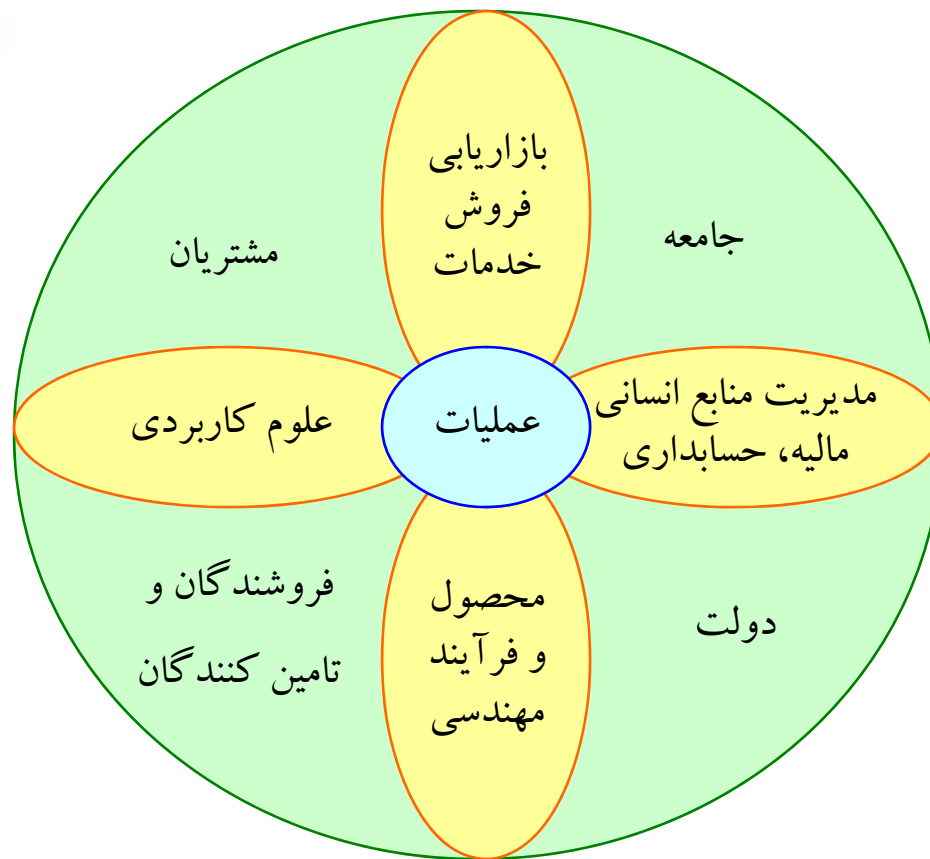 بازاریابی
فروش
خدمات
جامعه
مشتریان
مدیریت منابع انسانی
مالیه، حسابداری
عملیات
علوم کاربردی
محصول
و فرآیند
مهندسی
دولت
فروشندگان و
تامین کنندگان